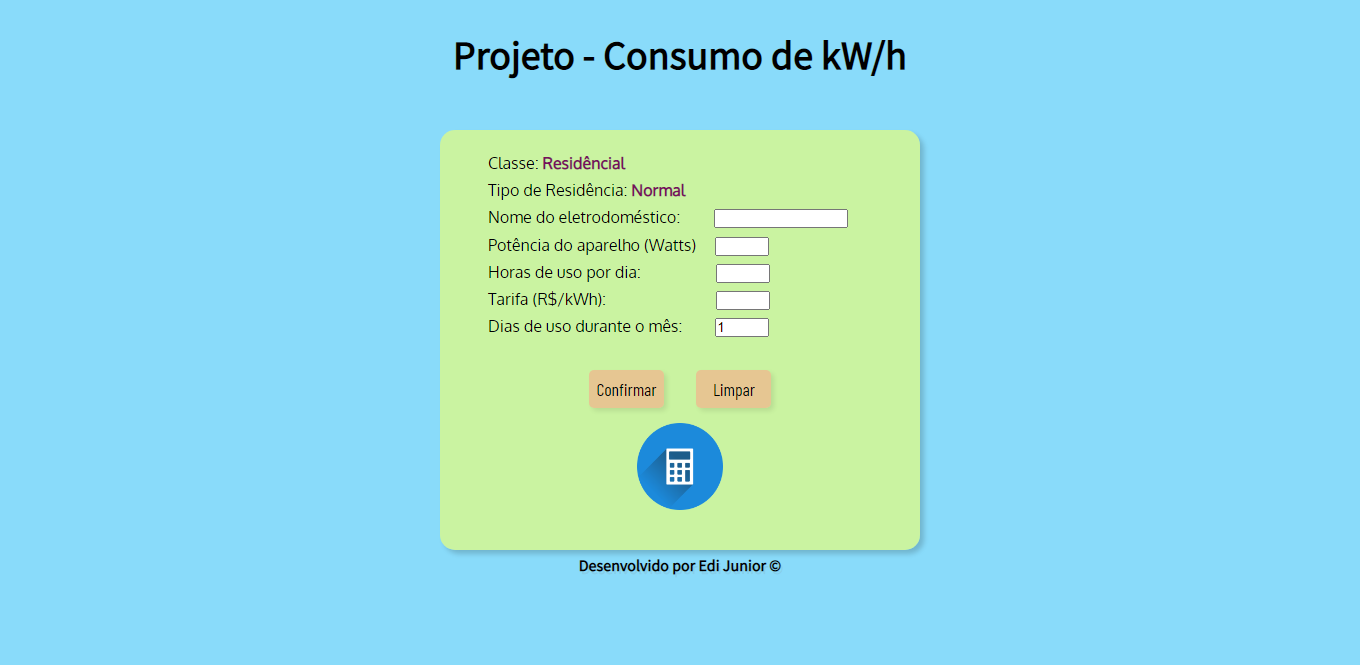 Projeto - Consumo de kW/h
Classe: Residêncial
Tipo de Residência: Normal
Nome do eletrodoméstico:
Potência do aparelho (Watts)
Horas de uso por dia:
Tarifa (R$/kWh):
Dias de uso durante o mês: 1
Confirmar Limpar
Desenvolvido por Edi Junior ©